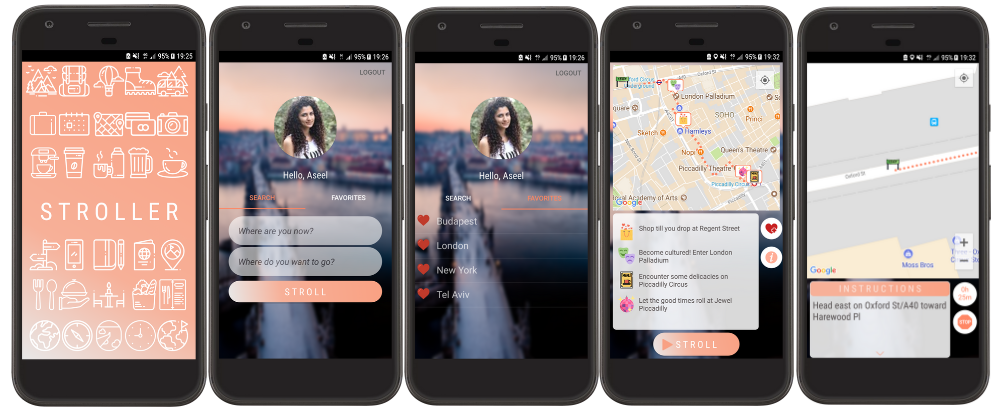 95% 19:25
STROLLER
95% 19:26
LOGOUT
Hello, Aseel
SEARCH FAVORITES
Where are you now?
Where do you want to go?
STROLL
95% 19:26
LOGOUT
Hello, Aseel
SEARCH FAVORITES
Budapest
London
New York
Tel Aviv
95% 19:32
Oxford St
London Palladium
SOHO
Hamleys
Princi
Sketch
Nopi
Queen's Theatre
Piccadilly Theatre
Piccadilly Circus
Academy of Arts
Google
Shop till you drop at Regent Street
Become cultured! Enter London
Palladium
Encounter some delicacies on
Piccadilly Circus
Let the good times roll at Jewel
Piccadilly
STROLL
95% 19:32
Oxford St
Moss Bros
Google
INSTRUCTIONS
Head east on Oxford St/A40 toward
Harewood Pl
0h
25m